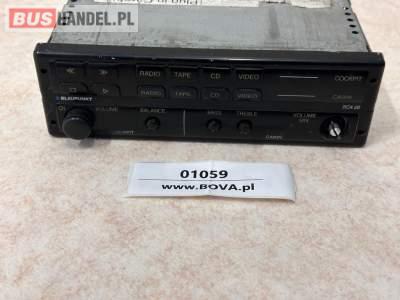 BUSHANDEL.PL
RADIO TAPE CD VIDEO COCKPIT
RADIO TAPE CD VIDEO CABIN
BLAUPUNKT
VOLUME BALANCE BASS TREBLE VOLUME
CABIN
01059
www.BOVA.pl